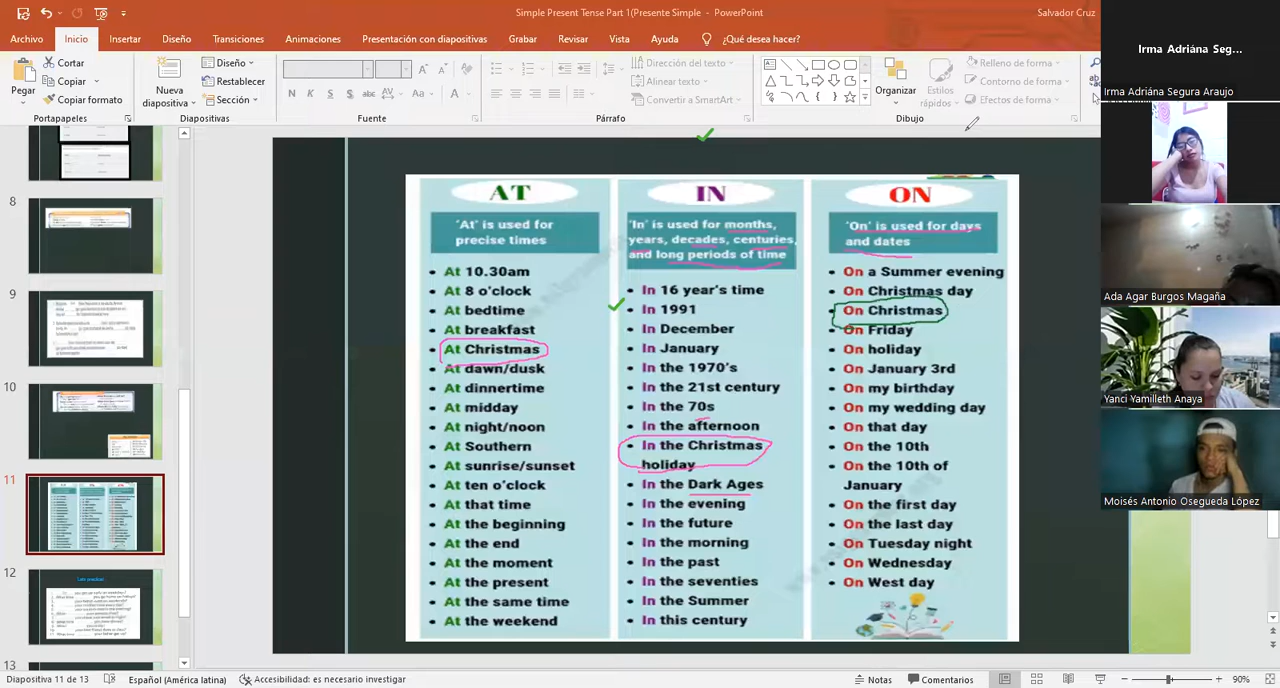 Simple Present Tense Part 1(Presente Simple - PowerPoint
Salvador Cruz
Archivo Inicio Insertar Diseño Transiciones Animaciones Presentación con diapositivas Grabar Revisar Vista Ayuda ¿Qué desea hacer?
Pegar
Cortar
Copiar
Copiar formato
Portapapeles
Nueva
diapositiva
Diseño
Restablecer
Sección
Diapositivas
N K S S abc AV Aa A
Fuente
Dirección del texto
Alinear texto
Convertir a SmartArt
Párrafo
Organizar
Estilos
rápidos
Relleno de forma
Contorno de forma
Efectos de forma
Dibujo
8
9
10
11
12
Lets practice!
13
AT
'At' is used for
precise times
• At 10.30am
• At 8 o'clock
• At bedtime
• At breakfast
• At Christmas
• At dawn/dusk
• At dinnertime
• At midday
• At night/noon
• At Southern
• At sunrise/sunset
• At ten o'clock
• At that time
• At the beginning
• At the end
• At the moment
• At the present
• At the same time
• At the weekend
IN
'In' is used for months,
years, decades, centuries,
and long periods of time
• In 16 year's time
• In 1991
• In December
• In January
• In the 1970's
• In the 21st century
• In the 70s
• In the afternoon
• In the Christmas
holiday
• In the Dark Ages
• In the evening
• In the future
• In the morning
• In the past
• In the seventies
• In the Summer
• In this century
ON
'On' is used for days
and dates
• On a Summer evening
• On Christmas day
• On Christmas
• On Friday
• On holiday
• On January 3rd
• On my birthday
• On my wedding day
• On that day
• On the 10th
• On the 10th of
January
• On the first day
• On the last day
• On Tuesday night
• On Wednesday
• On West day
Irma Adriána Seg...
Irma Adriána Segura Araujo
Ada Agar Burgos Magaña
Yanci Yamilleth Anaya
Moisés Antonio Osegueda López
Diapositiva 11 de 13 Español (América latina) Accesibilidad: es necesario investigar Notas Comentarios 90%